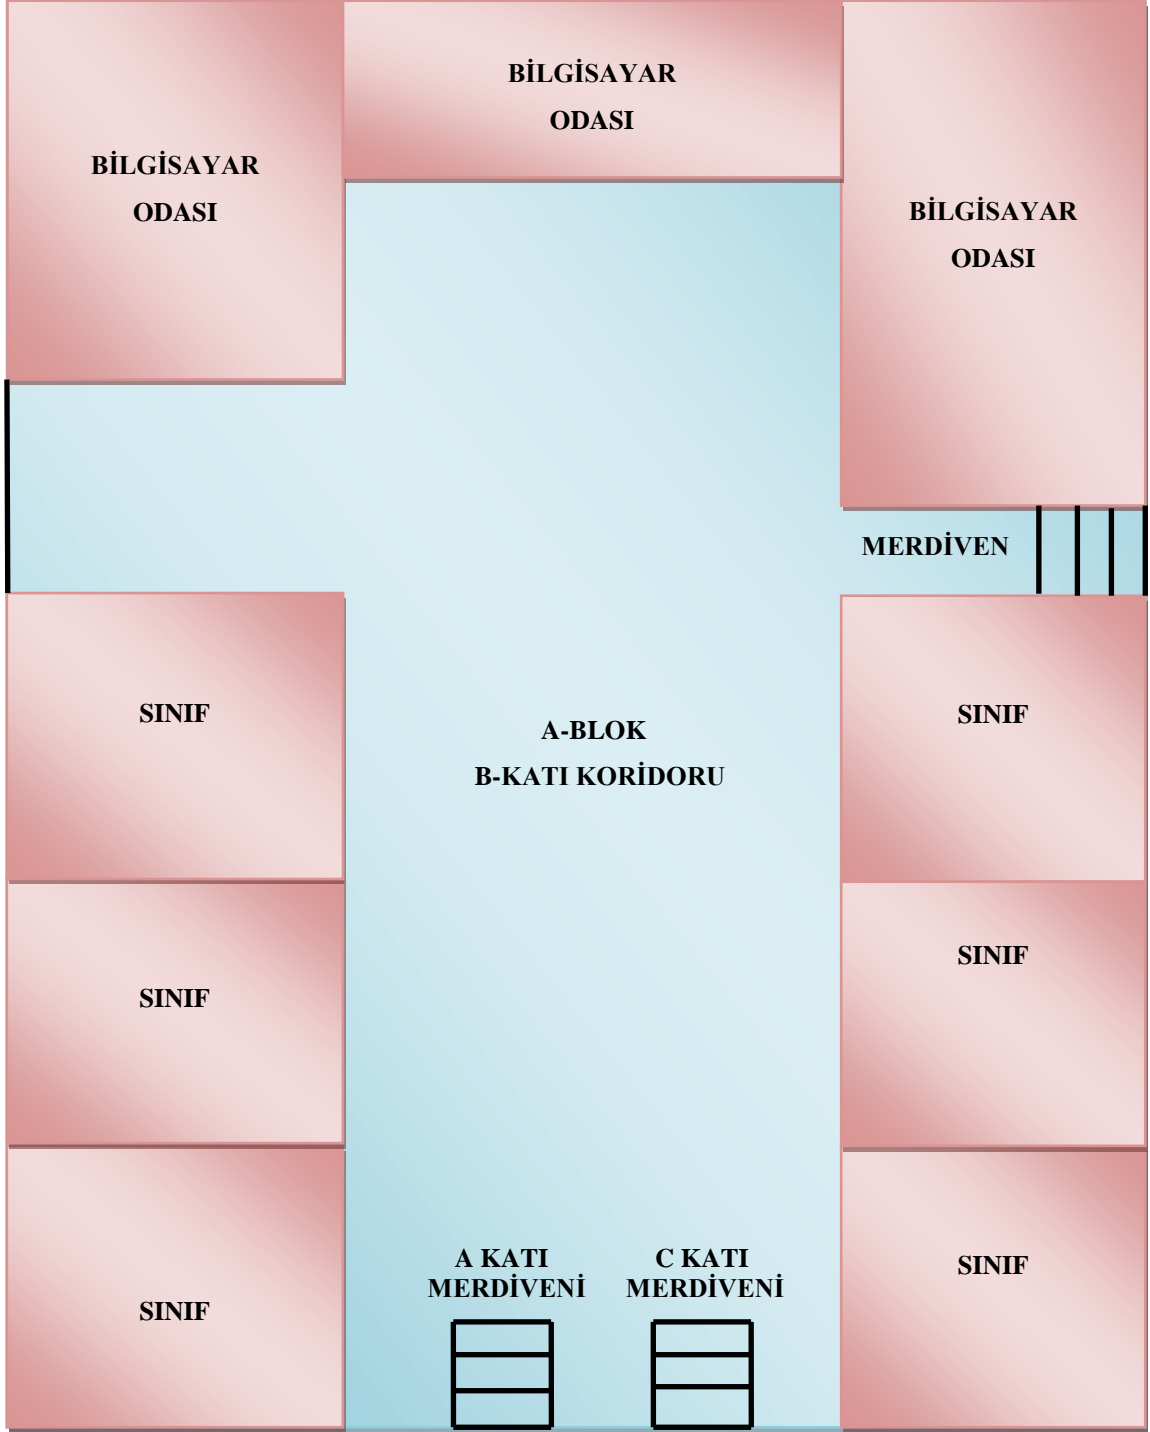 BİLGİSAYAR
ODASI
BİLGİSAYAR
ODASI
BİLGİSAYAR
ODASI
MERDİVEN
SINIF
A-BLOK
B-KATI KORİDORU
SINIF
SINIF
SINIF
A KATI
MERDİVENİ
C KATI
MERDİVENİ
SINIF
SINIF